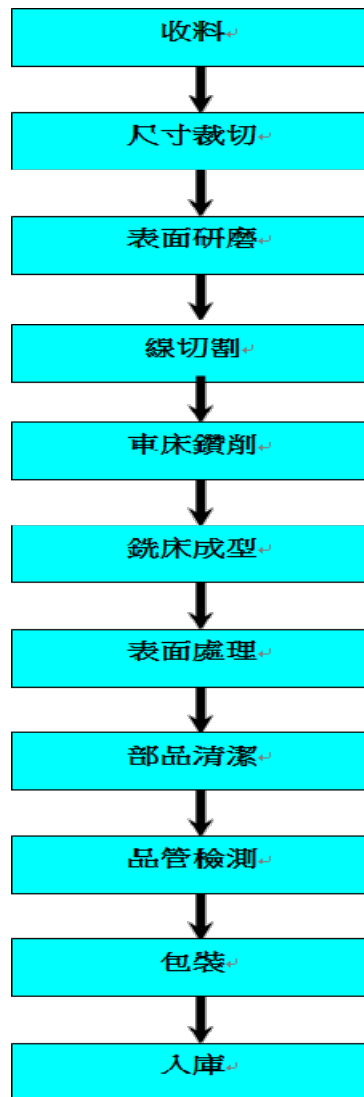 收料
尺寸裁切
表面研磨
線切割
車床鑽削
銑床成型
表面處理
部品清潔
品管檢測
包裝
入庫